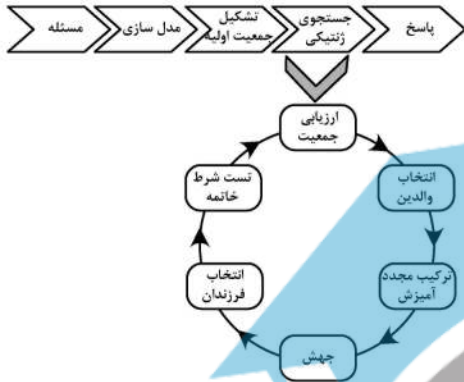 مسئله
مدل سازی
تشکیل
جمعیت اولیه
جستجوی
ژنتیکی
پاسخ
ارزیابی
جمعیت
انتخاب
والدین
ترکیب مجدد
آمیزش
جهش
انتخاب
فرزندان
تست شرط
خاتمه